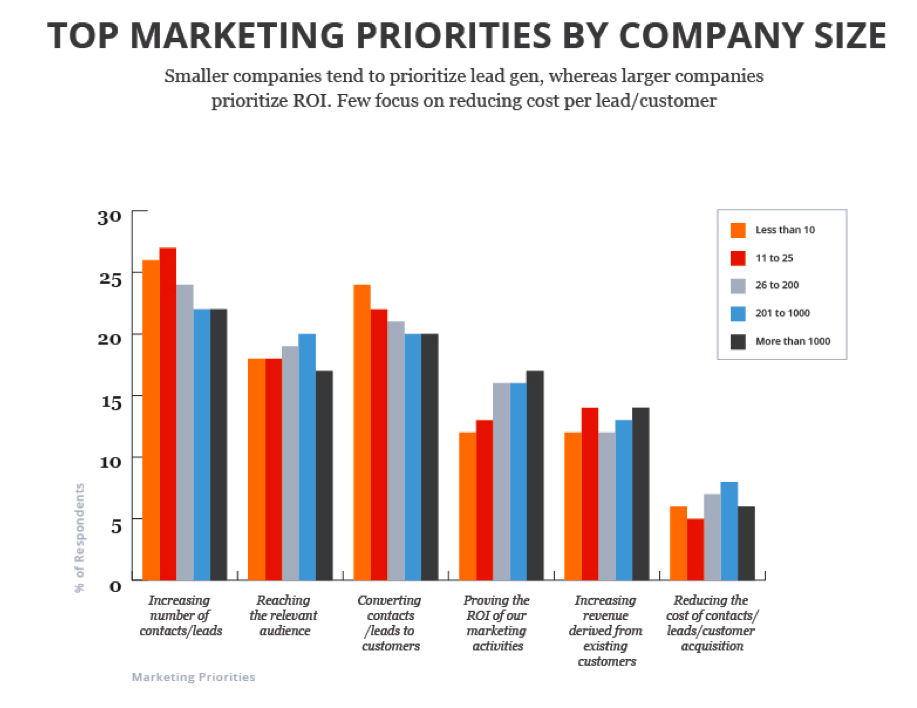 TOP MARKETING PRIORITIES BY COMPANY SIZE
Smaller companies tend to prioritize lead gen, whereas larger companies
prioritize ROI. Few focus on reducing cost per lead/customer
30
25
20
15
10
5
0
% of Respondents
Less than 10
11 to 25
26 to 200
201 to 1000
More than 1000
Increasing
number of
contacts/leads
Reaching
the relevant
audience
Converting
contacts
/leads to
customers
Proving the
ROI of our
marketing
activities
Increasing
revenue
derived from
existing
customers
Reducing the
cost of contacts/
leads/customer
acquisition
Marketing Priorities